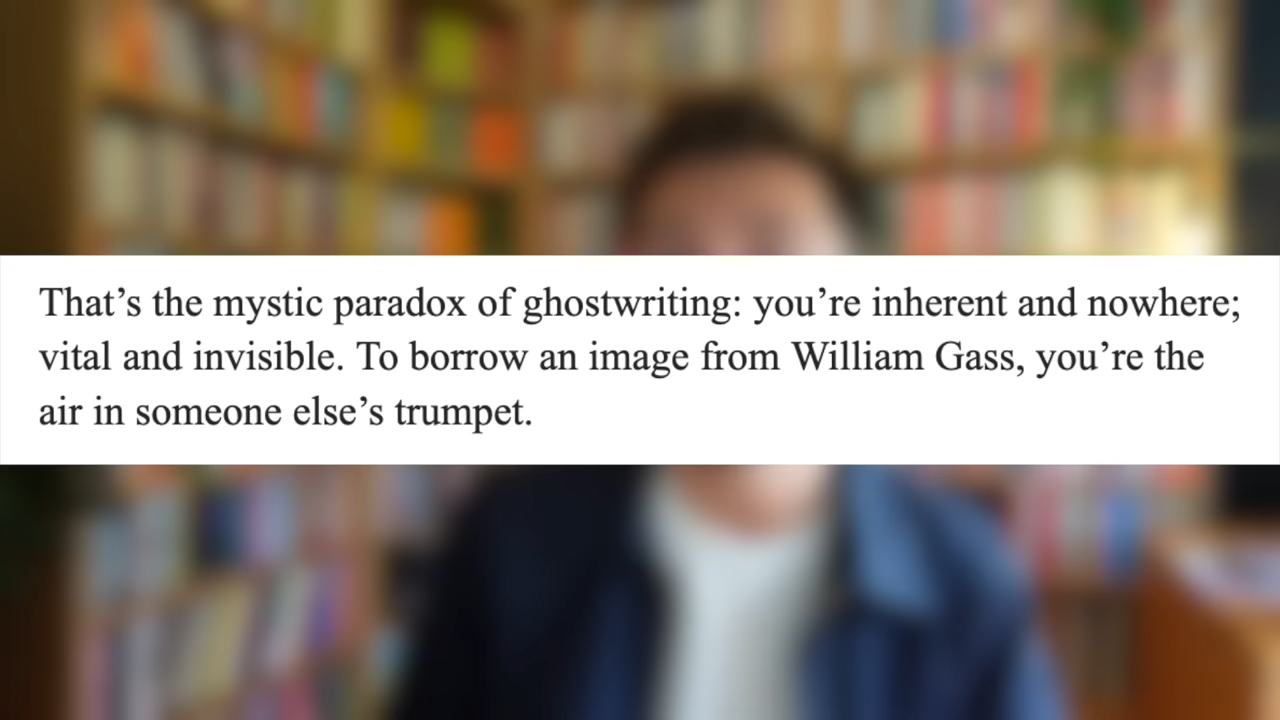 That’s the mystic paradox of ghostwriting: you’re inherent and nowhere;
vital and invisible. To borrow an image from William Gass, you’re the
air in someone else’s trumpet.